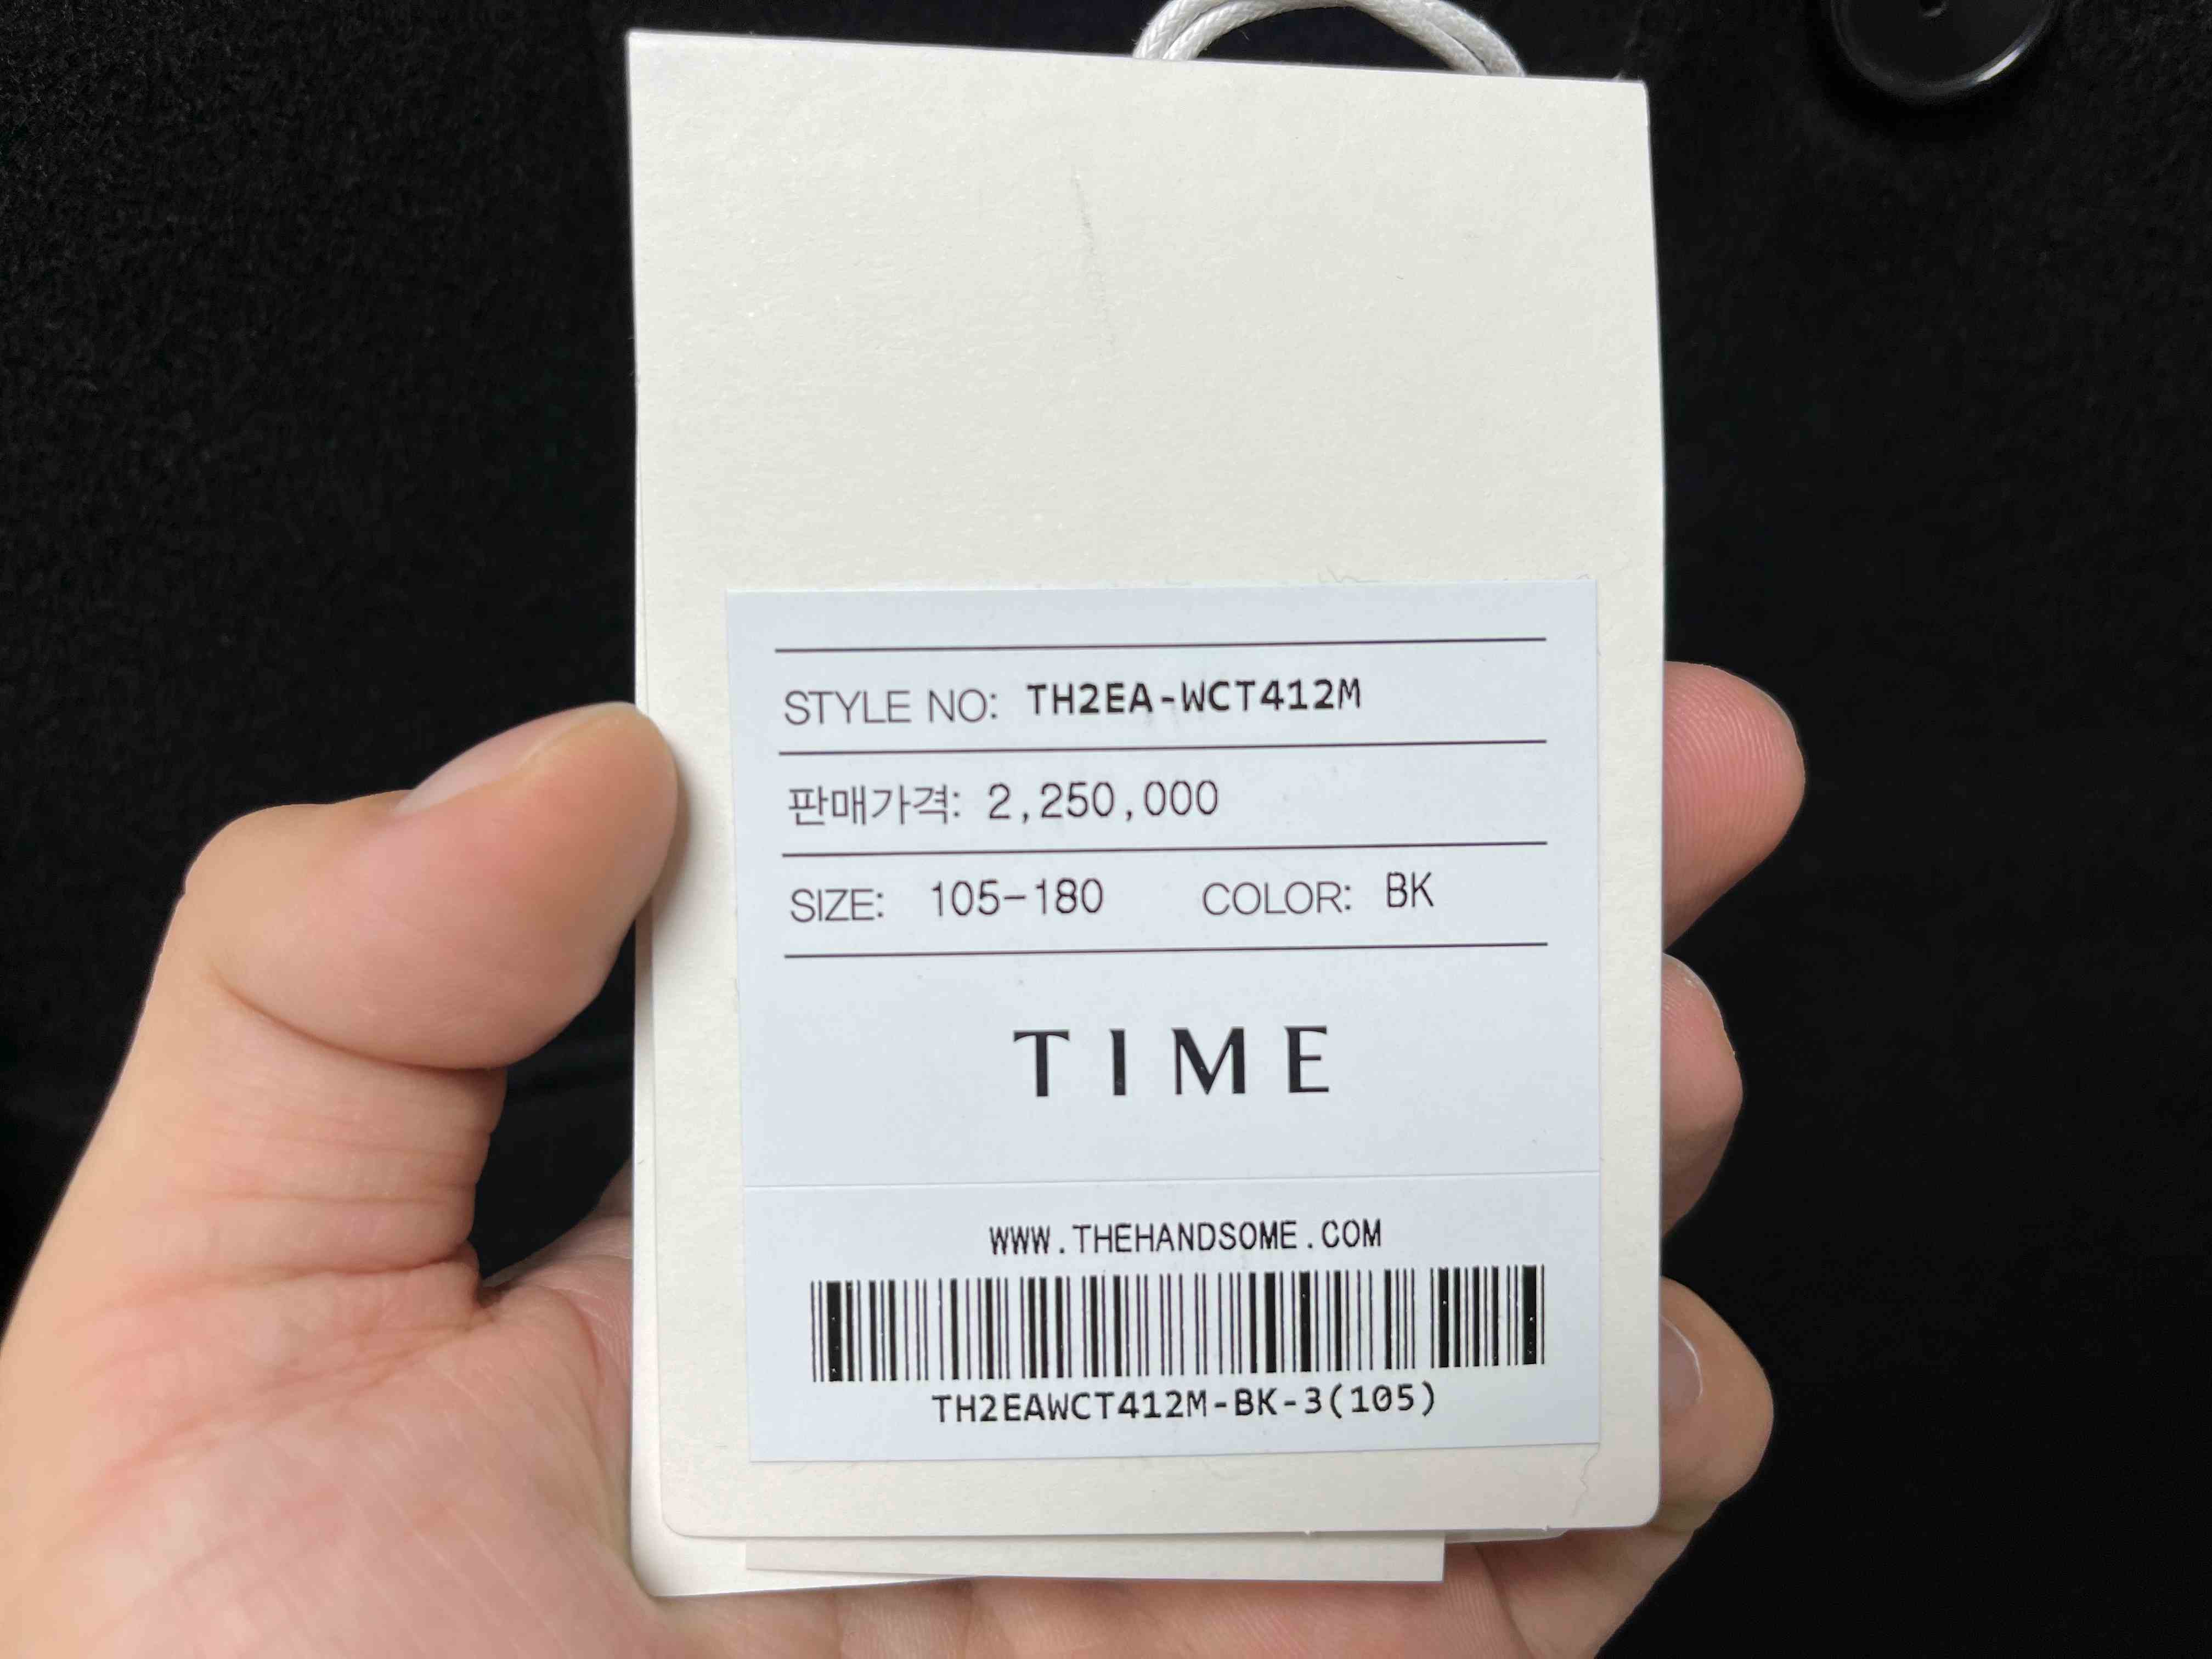 STYLE NO: TH2EA-WCT412M
판매가격: 2,250,000
SIZE: 105-180 COLOR: BK
TIME
WWW.THEHANDSOME.COM
TH2EAWCT412M-BK-3(105)